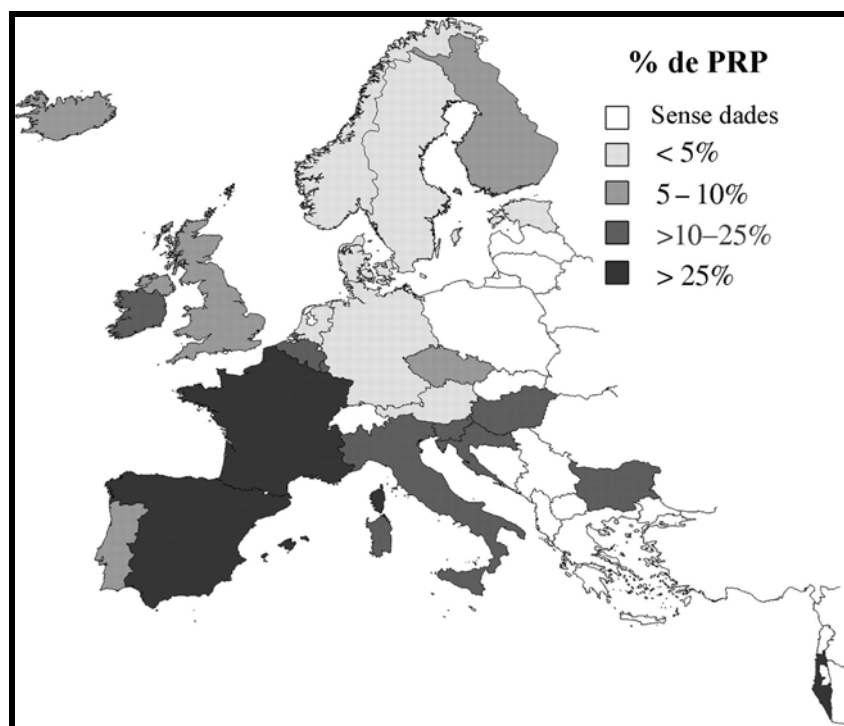 % de PRP
Sense dades
< 5%
5 – 10%
>10–25%
> 25%